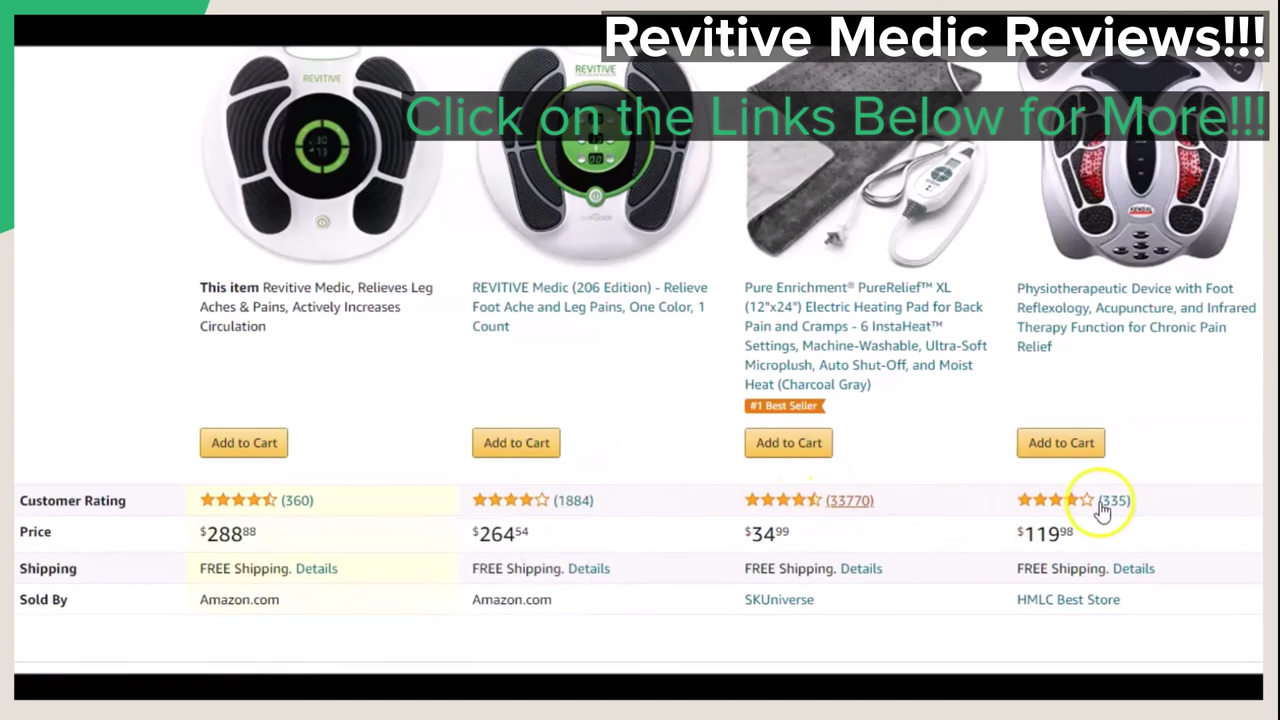 Revitive Medic Reviews!!!
Click on the Links Below for More!!!
REVITIVE
REVITIVE
KENDAL
This item Revitive Medic, Relieves Leg
Aches & Pains, Actively Increases
Circulation
REVITIVE Medic (206 Edition) - Relieve
Foot Ache and Leg Pains, One Color, 1
Count
Pure Enrichment® PureRelief™ XL
(12"x24") Electric Heating Pad for Back
Pain and Cramps - 6 InstaHeat™
Settings, Machine-Washable, Ultra-Soft
Microplush, Auto Shut-Off, and Moist
Heat (Charcoal Gray)
#1 Best Seller
Physiotherapeutic Device with Foot
Reflexology, Acupuncture, and Infrared
Therapy Function for Chronic Pain
Relief
Add to Cart Add to Cart Add to Cart Add to Cart
Customer Rating (360) (1884) (33770) (335)
Price $288.88 $264.54 $34.99 $119.98
Shipping FREE Shipping. Details FREE Shipping. Details FREE Shipping. Details FREE Shipping. Details
Sold By Amazon.com Amazon.com SKUniverse HMLC Best Store